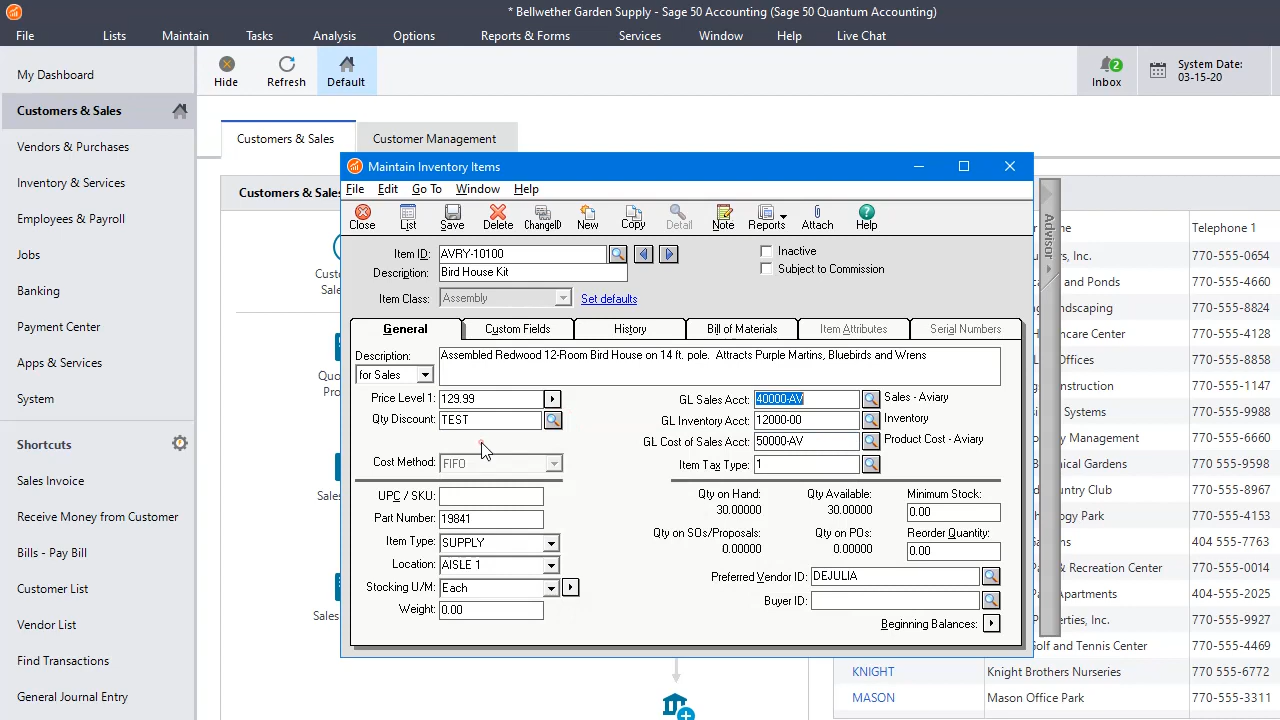 * Bellwether Garden Supply - Sage 50 Accounting (Sage 50 Quantum Accounting)
File Lists Maintain Tasks Analysis Options Reports & Forms Services Window Help Live Chat
My Dashboard
Customers & Sales
Vendors & Purchases
Inventory & Services
Employees & Payroll
Jobs
Banking
Payment Center
Apps & Services
System
Shortcuts
Sales Invoice
Receive Money from Customer
Bills - Pay Bill
Customer List
Vendor List
Find Transactions
General Journal Entry
Hide Refresh Default
2
Inbox
System Date:
03-15-20
Customers & Sales Customer Management
Customers & Sales
Maintain Inventory Items
File Edit Go To Window Help
Close List Save Delete ChangeID New Copy Detail Note Reports Attach Help
Item ID: AVRY-10100
Description: Bird House Kit
Item Class: Assembly Set defaults
Inactive
Subject to Commission
General Custom Fields History Bill of Materials Item Attributes Serial Numbers
Description:
for Sales
Assembled Redwood 12-Room Bird House on 14 ft. pole. Attracts Purple Martins, Bluebirds and Wrens
Price Level 1: 129.99
Qty Discount: TEST
Cost Method: FIFO
GL Sales Acct: 40000-AV Sales - Aviary
GL Inventory Acct: 12000-00 Inventory
GL Cost of Sales Acct: 50000-AV Product Cost - Aviary
Item Tax Type: 1
UPC / SKU:
Part Number: 19841
Item Type: SUPPLY
Location: AISLE 1
Stocking U/M: Each
Weight: 0.00
Qty on Hand: Qty Available: Minimum Stock:
30.00000 30.00000 0.00
Qty on SOs/Proposals: Qty on POs: Reorder Quantity:
0.00000 0.00000 0.00
Preferred Vendor ID: DEJULIA
Buyer ID:
Beginning Balances:
Advisor
Telephone 1
770-555-0654
and Ponds 770-555-4660
770-555-8824
Center 770-555-4128
Offices 770-555-8858
770-555-4152
Systems 770-555-9988
770-555-6660
Gardens 770 555-9598
Club 770-555-8967
Park 770-555-4153
404 555-7763
& Recreation Center 770-555-0014
Apartments 404-555-2025
Inc. 770-555-9927
olf and Tennis Center 770-555-4469
KNIGHT Knight Brothers Nurseries 770 555-6772
MASON Mason Office Park 770-555-3311